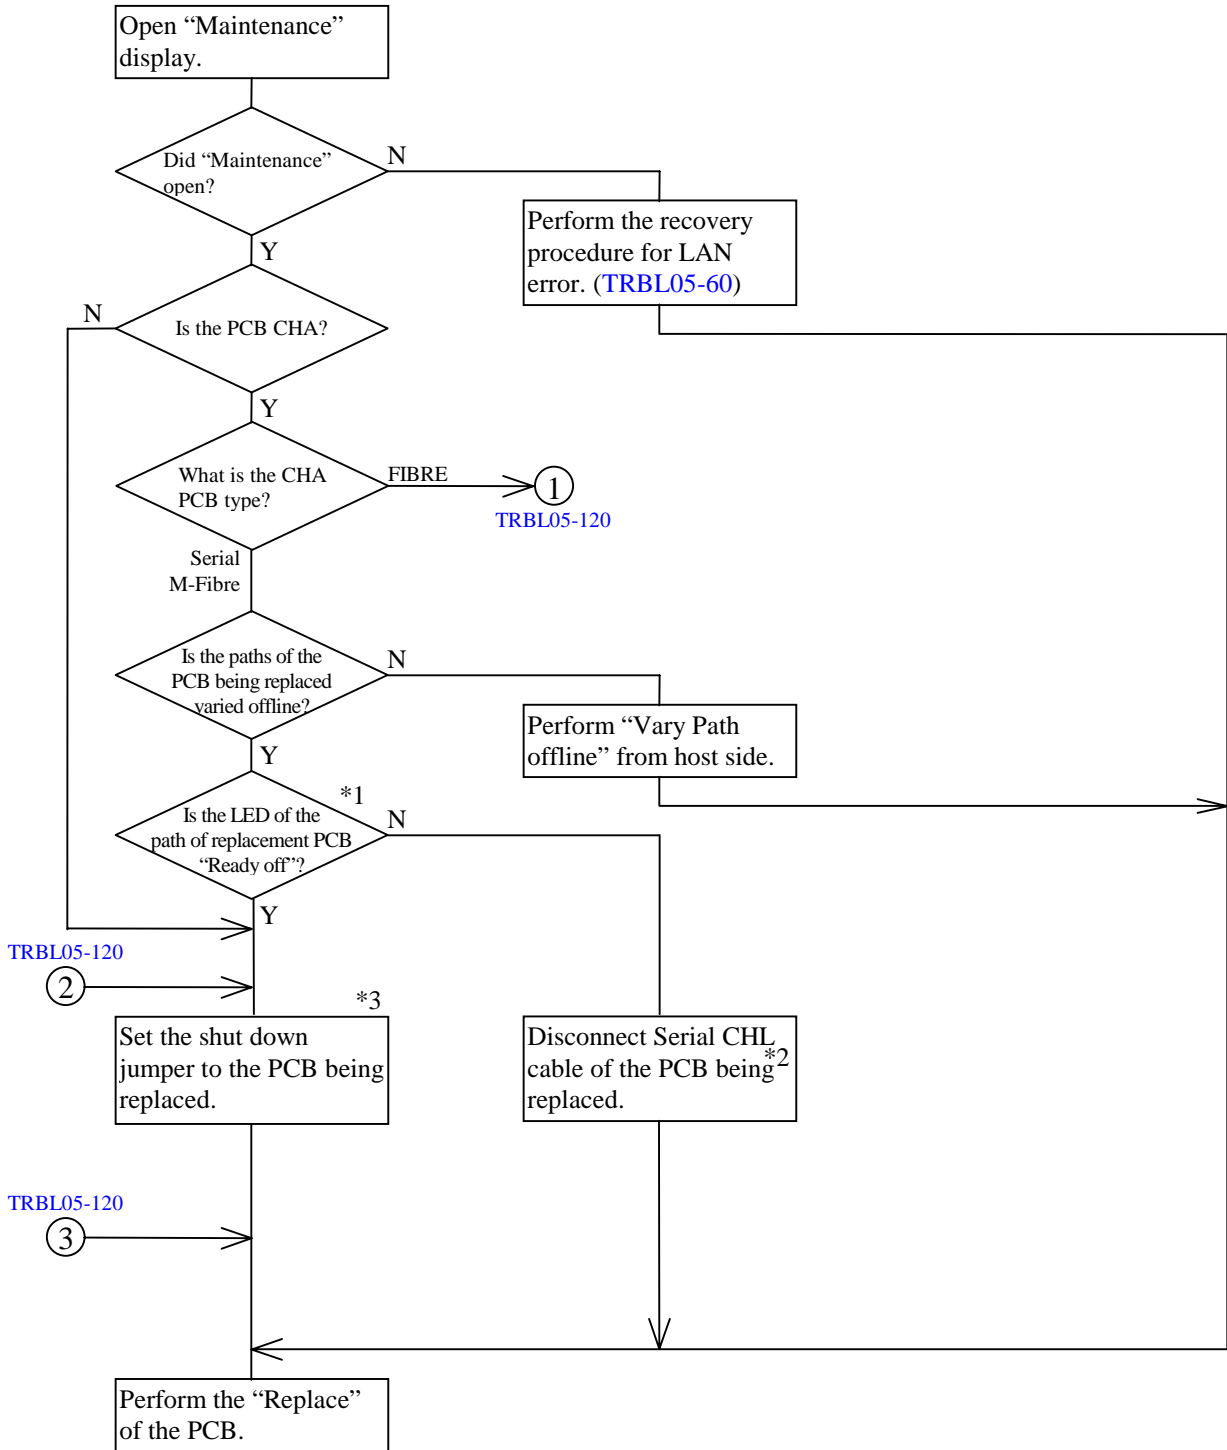 Open “Maintenance”
display.
Did “Maintenance”
open?
N
Y
Perform the recovery
procedure for LAN
error. (TRBL05-60)
N
Is the PCB CHA?
Y
What is the CHA
PCB type?
FIBRE
1
TRBL05-120
Serial
M-Fibre
Is the paths of the
PCB being replaced
varied offline?
N
Y
Perform “Vary Path
offline” from host side.
*1
Is the LED of the
path of replacement PCB
“Ready off”?
N
Y
TRBL05-120
2
*3
Set the shut down
jumper to the PCB being
replaced.
Disconnect Serial CHL
cable of the PCB being*2
replaced.
TRBL05-120
3
Perform the “Replace”
of the PCB.